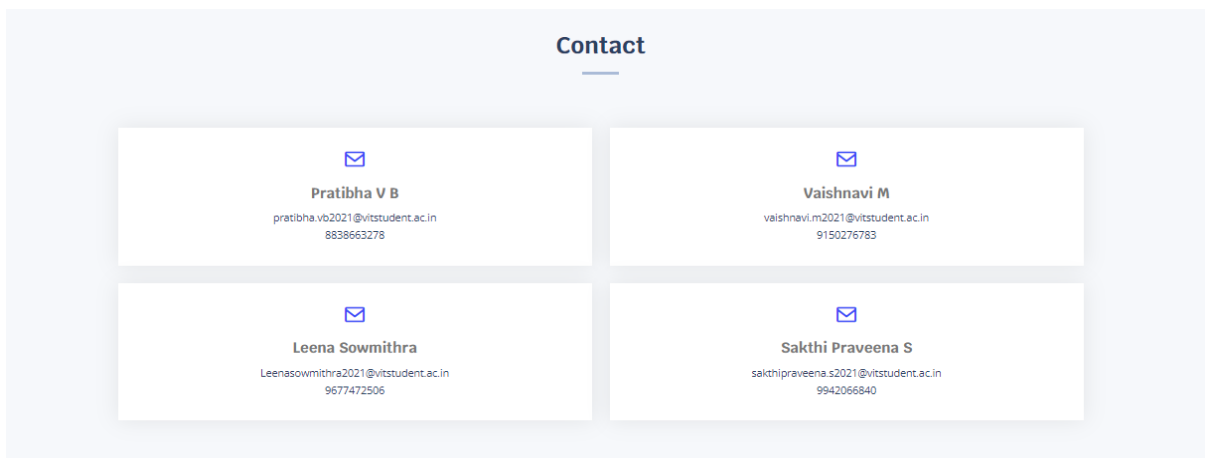 Contact
Pratibha V B
pratibha.vb2021@vitstudent.ac.in
8838663278
Vaishnavi M
vaishnavi.m2021@vitstudent.ac.in
9150276783
Leena Sowmithra
Leenasowmithra2021@vitstudent.ac.in
9677472506
Sakthi Praveena S
sakthipraveena.s2021@vitstudent.ac.in
9942066840